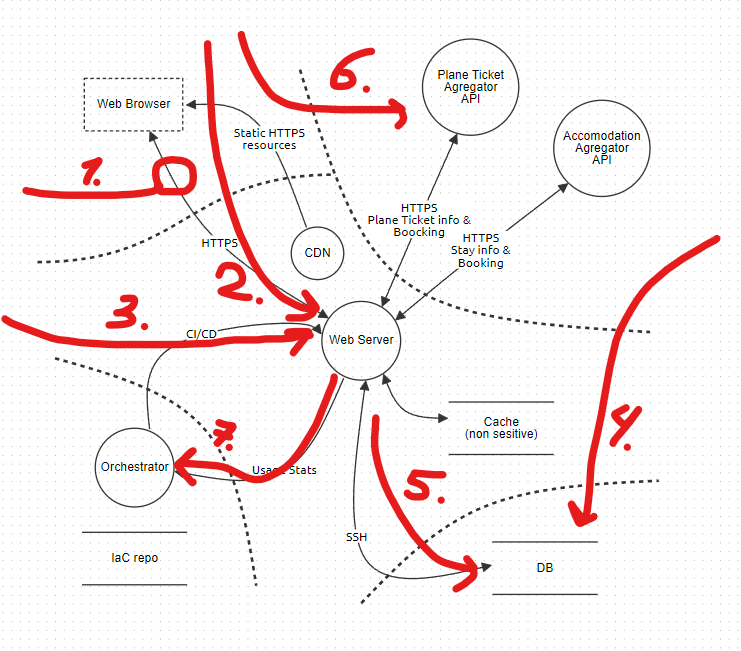 6.
Plane Ticket
Agregator
API
Web Browser
Static HTTPS
resources
Accomodation
Agregator
API
1.
HTTPS
Plane Ticket info &
Boocking
HTTPS
HTTPS
Stay info &
Booking
CDN
2.
3.
CI/CD
Web Server
4.
Cache
(non sesitive)
7.
Orchestrator
Usage Stats
5.
SSH
IaC repo
DB